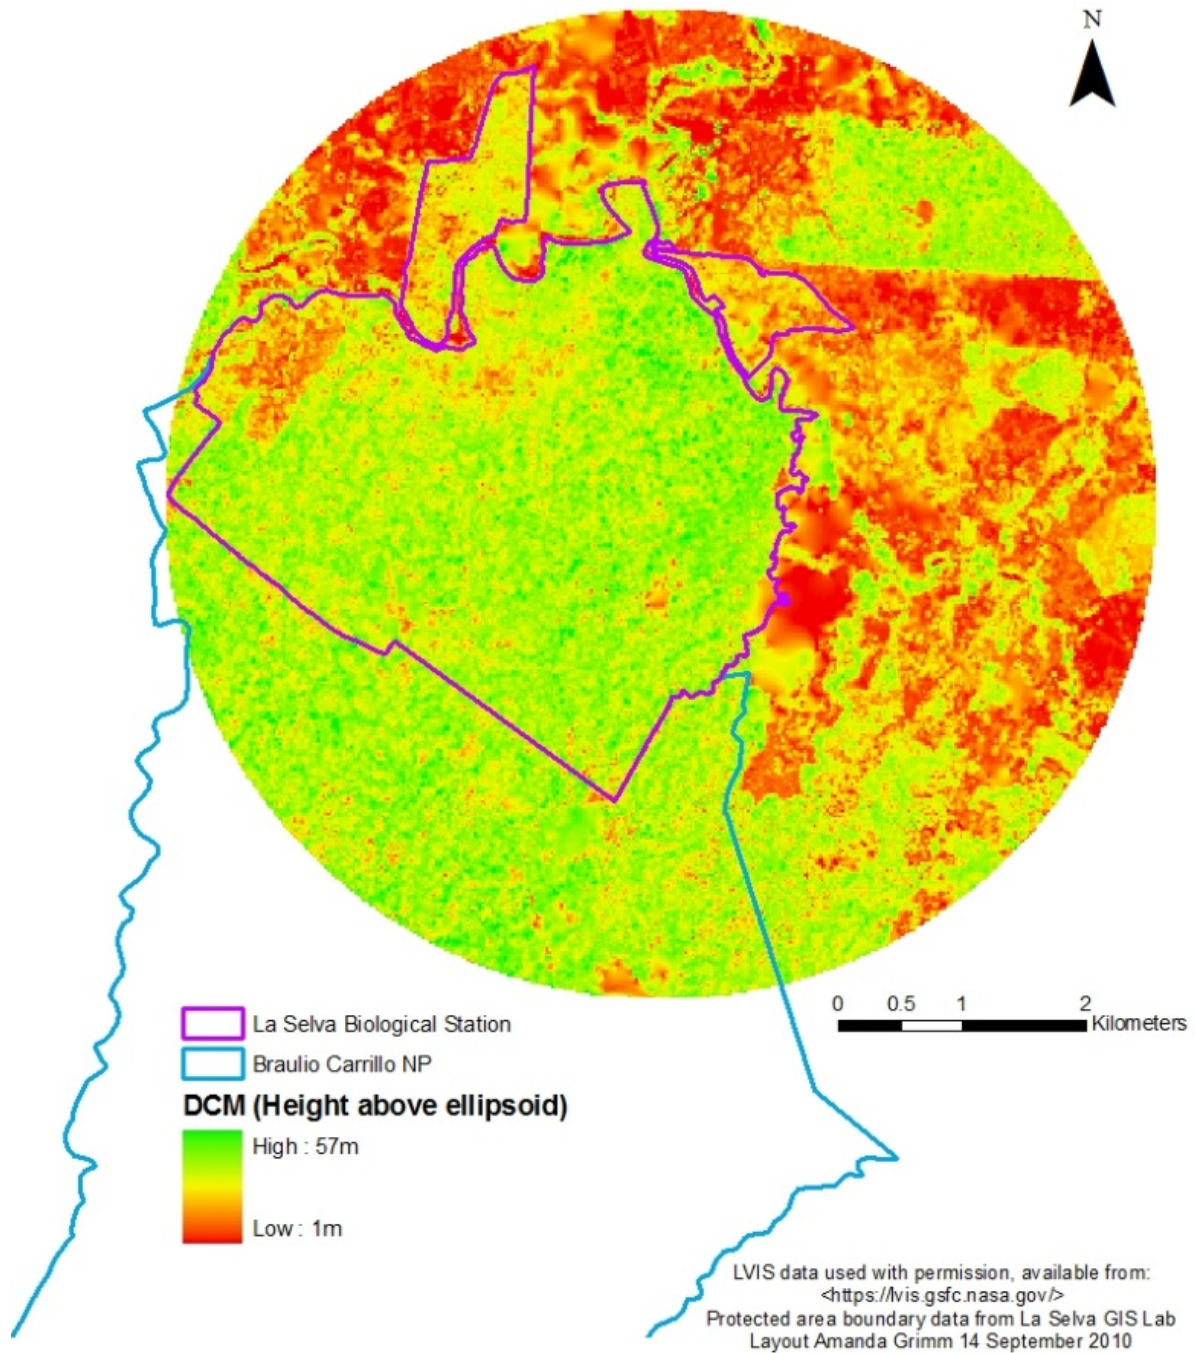 N
0 0.5 1 2
Kilometers
La Selva Biological Station
Braulio Carrillo NP
DCM (Height above ellipsoid)
High : 57m
Low : 1m
LVIS data used with permission, available from:
<https://lvis.gsfc.nasa.gov/>
Protected area boundary data from La Selva GIS Lab
Layout Amanda Grimm 14 September 2010